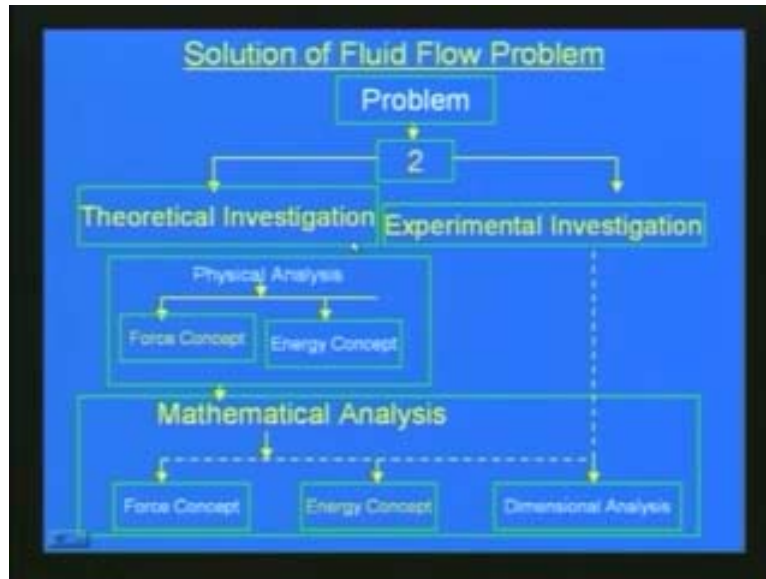 Solution of Fluid Flow Problem
Problem
2
Theoretical Investigation
Experimental Investigation
Physical Analysis
Force Concept
Energy Concept
Mathematical Analysis
Force Concept
Energy Concept
Dimensional Analysis